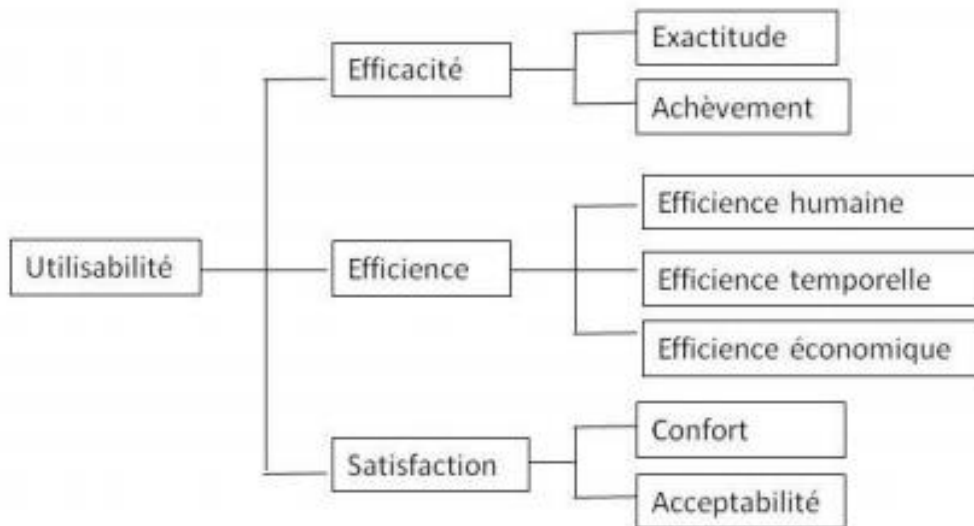 Utilisabilité
Efficacité
Exactitude
Achèvement
Efficience
Efficience humaine
Efficience temporelle
Efficience économique
Satisfaction
Confort
Acceptabilité